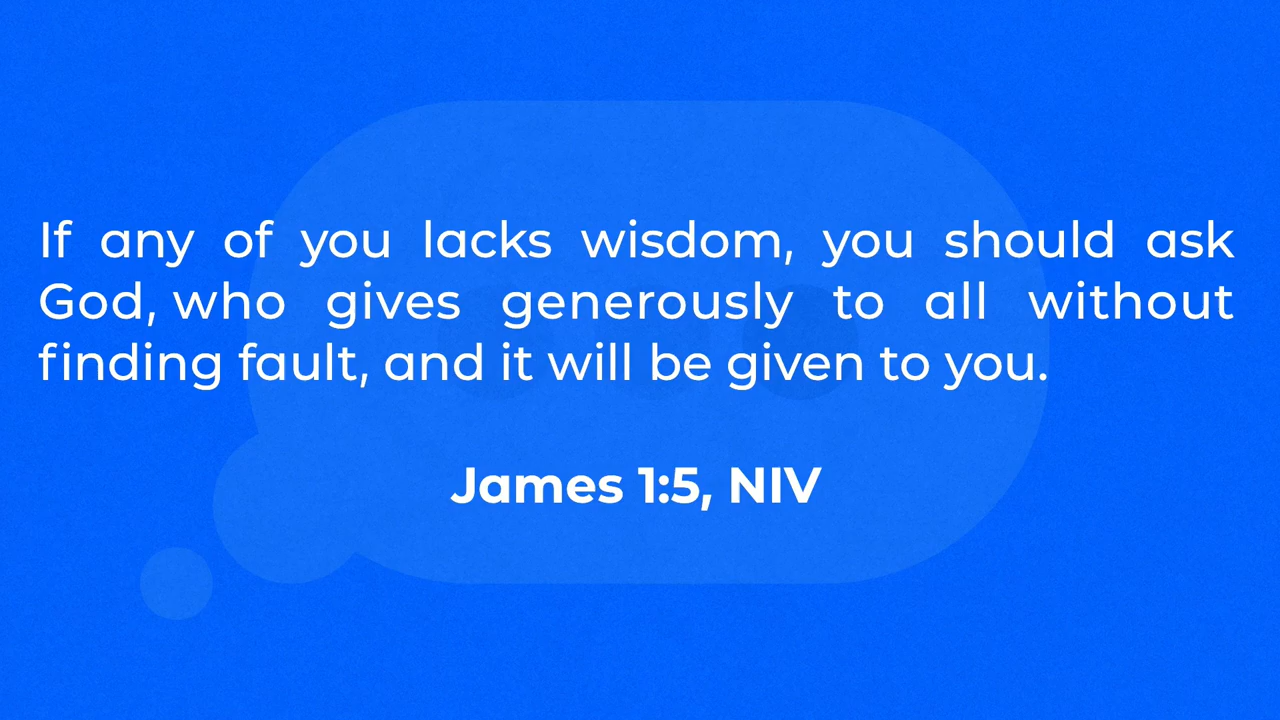 If any of you lacks wisdom, you should ask
God, who gives generously to all without
finding fault, and it will be given to you.
James 1:5, NIV